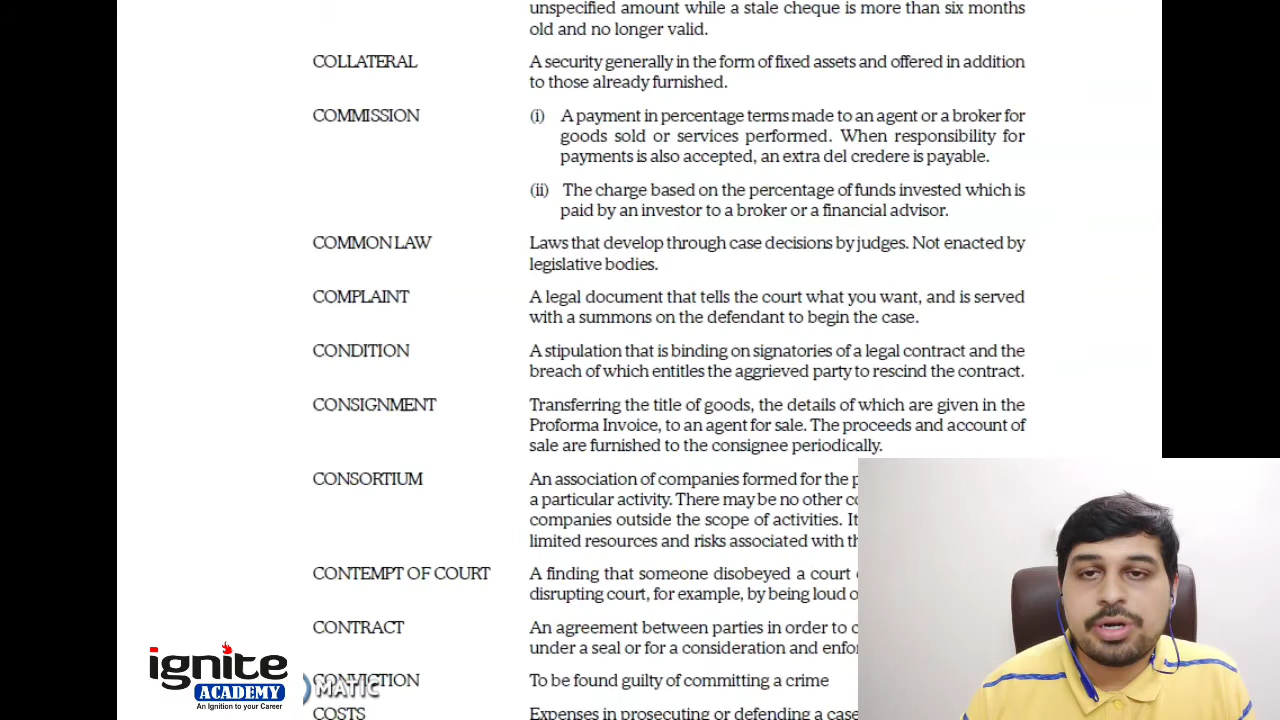 unspecified amount while a stale cheque is more than six months
old and no longer valid.
COLLATERAL A security generally in the form of fixed assets and offered in addition
to those already furnished.
COMMISSION (i) A payment in percentage terms made to an agent or a broker for
goods sold or services performed. When responsibility for
payments is also accepted, an extra del credere is payable.
(ii) The charge based on the percentage of funds invested which is
paid by an investor to a broker or a financial advisor.
COMMON LAW Laws that develop through case decisions by judges. Not enacted by
legislative bodies.
COMPLAINT A legal document that tells the court what you want, and is served
with a summons on the defendant to begin the case.
CONDITION A stipulation that is binding on signatories of a legal contract and the
breach of which entitles the aggrieved party to rescind the contract.
CONSIGNMENT Transferring the title of goods, the details of which are given in the
Proforma Invoice, to an agent for sale. The proceeds and account of
sale are furnished to the consignee periodically.
CONSORTIUM An association of companies formed for the
a particular activity. There may be no other
companies outside the scope of activities.
limited resources and risks associated with
CONTEMPT OF COURT A finding that someone disobeyed a court
disrupting court, for example, by being loud
CONTRACT An agreement between parties in order to
under a seal or for a consideration and
CONVICTION To be found guilty of committing a crime
COSTS Expenses in prosecuting or defending a case
ignite
ACADEMY
An Ignition to your Career
MATIC